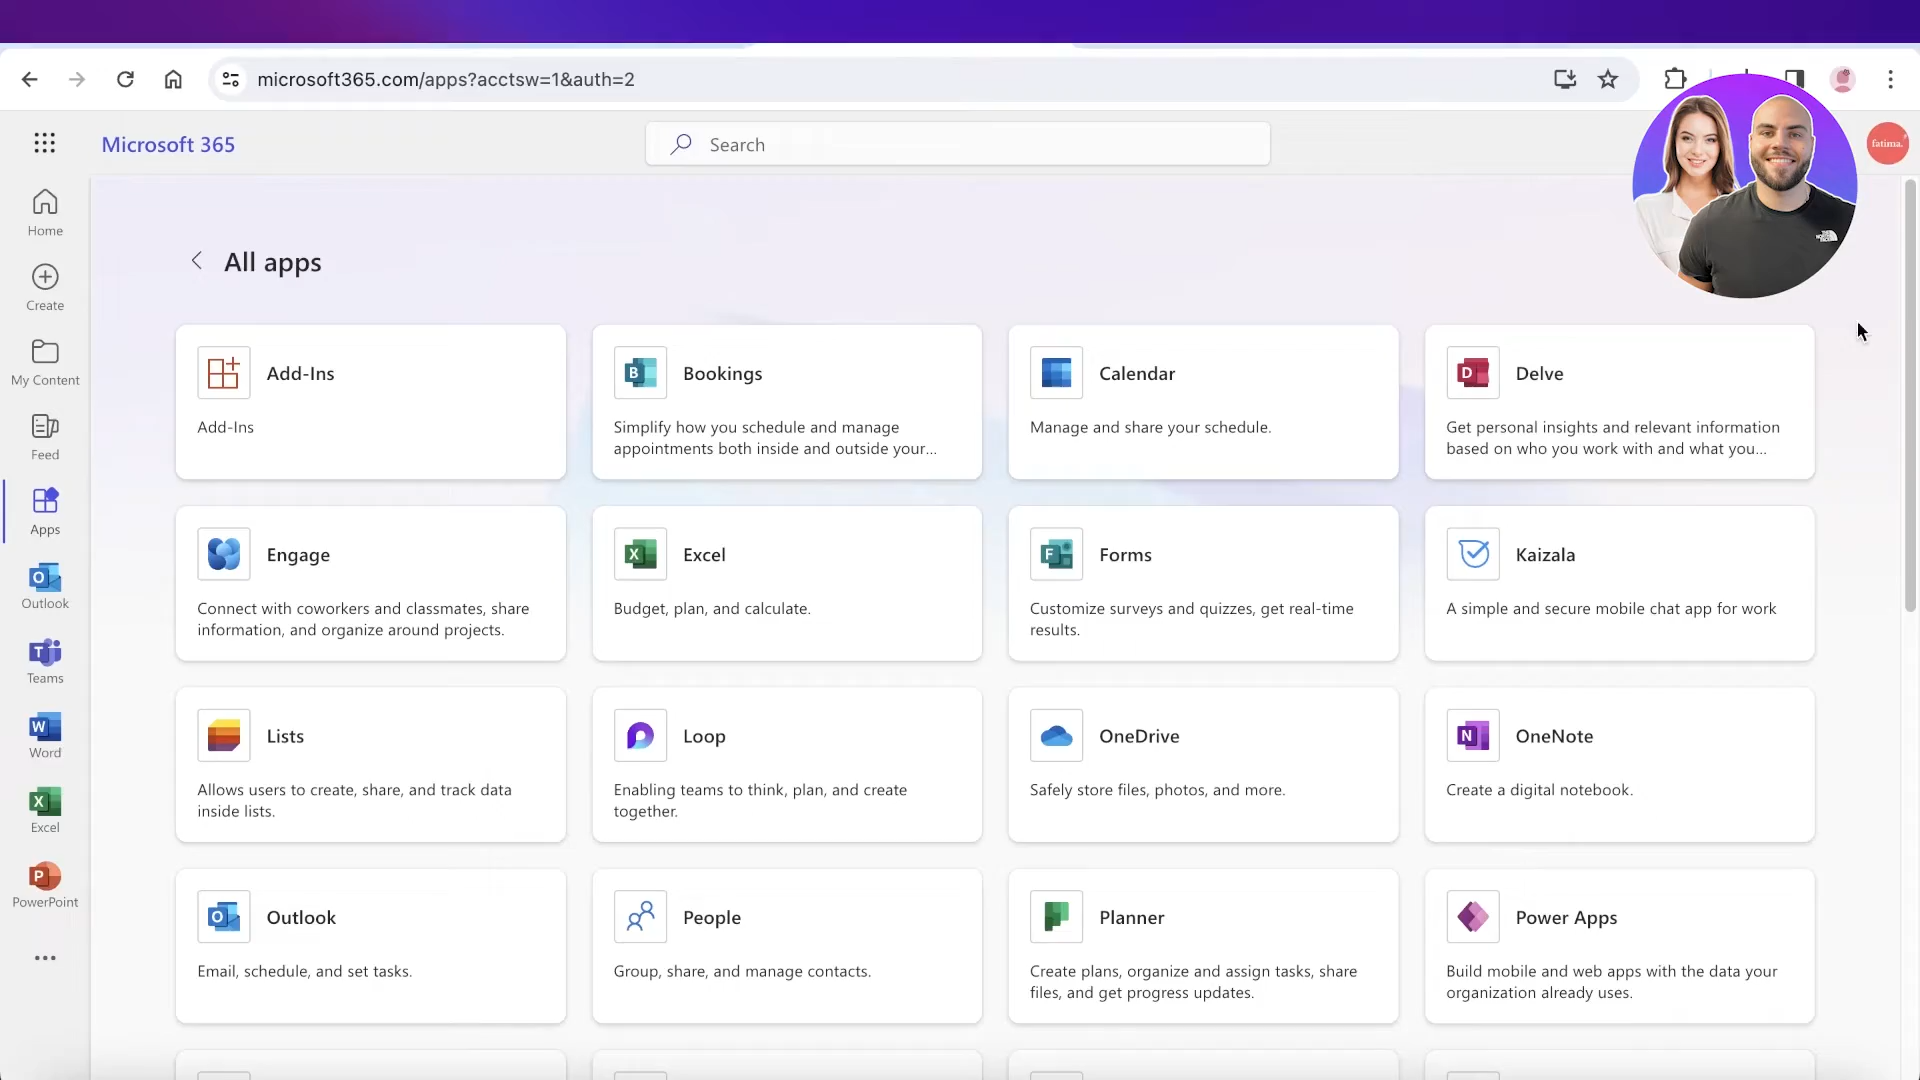 microsoft365.com/apps?acctsw=1&auth=2
Microsoft 365
Search
fatima.
Home
Create
My Content
Feed
Apps
Outlook
Teams
Word
Excel
PowerPoint
All apps
Add-Ins
Add-Ins
Bookings
Simplify how you schedule and manage
appointments both inside and outside your...
Calendar
Manage and share your schedule.
Delve
Get personal insights and relevant information
based on who you work with and what you...
Engage
Connect with coworkers and classmates, share
information, and organize around projects.
Excel
Budget, plan, and calculate.
Forms
Customize surveys and quizzes, get real-time
results.
Kaizala
A simple and secure mobile chat app for work
Lists
Allows users to create, share, and track data
inside lists.
Loop
Enabling teams to think, plan, and create
together.
OneDrive
Safely store files, photos, and more.
OneNote
Create a digital notebook.
Outlook
Email, schedule, and set tasks.
People
Group, share, and manage contacts.
Planner
Create plans, organize and assign tasks, share
files, and get progress updates.
Power Apps
Build mobile and web apps with the data your
organization already uses.